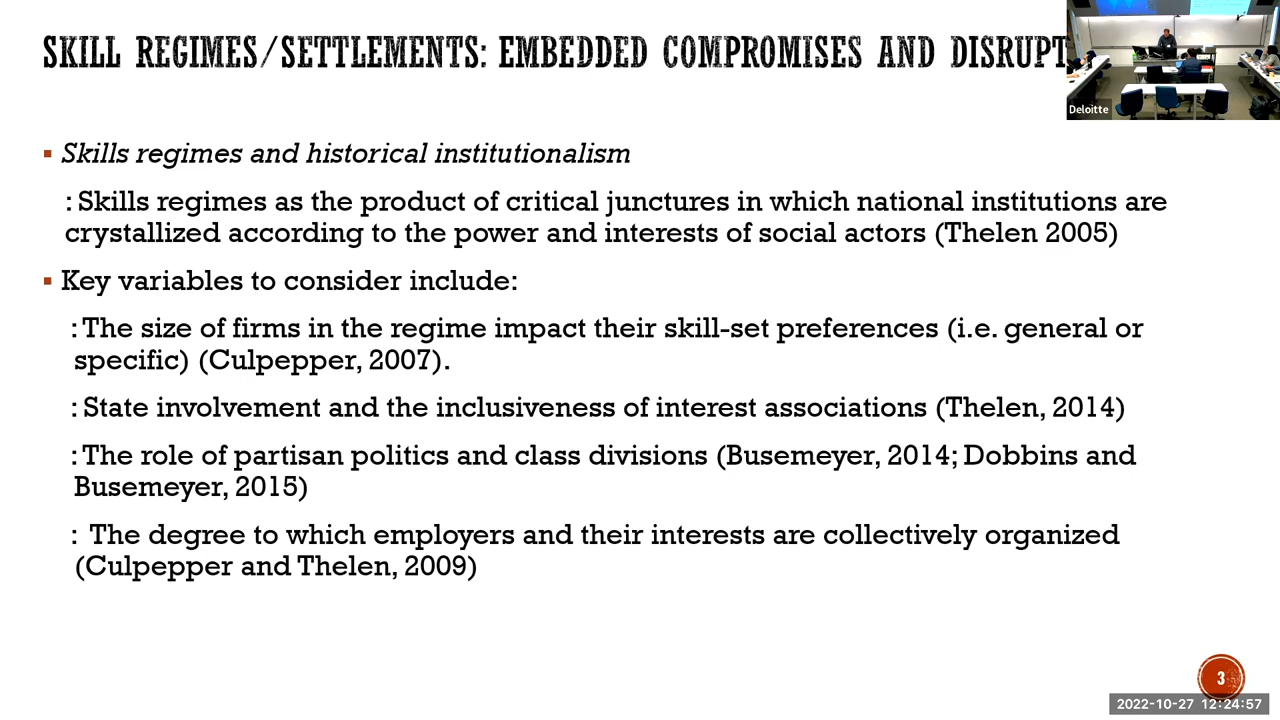 SKILL REGIMES/SETTLEMENTS: EMBEDDED COMPROMISES AND DISRUPT
Deloitte
▪ Skills regimes and historical institutionalism
: Skills regimes as the product of critical junctures in which national institutions are
crystallized according to the power and interests of social actors (Thelen 2005)
▪ Key variables to consider include:
: The size of firms in the regime impact their skill-set preferences (i.e. general or
specific) (Culpepper, 2007).
: State involvement and the inclusiveness of interest associations (Thelen, 2014)
: The role of partisan politics and class divisions (Busemeyer, 2014; Dobbins and
Busemeyer, 2015)
: The degree to which employers and their interests are collectively organized
(Culpepper and Thelen, 2009)
3
2022-10-27 12:24:57